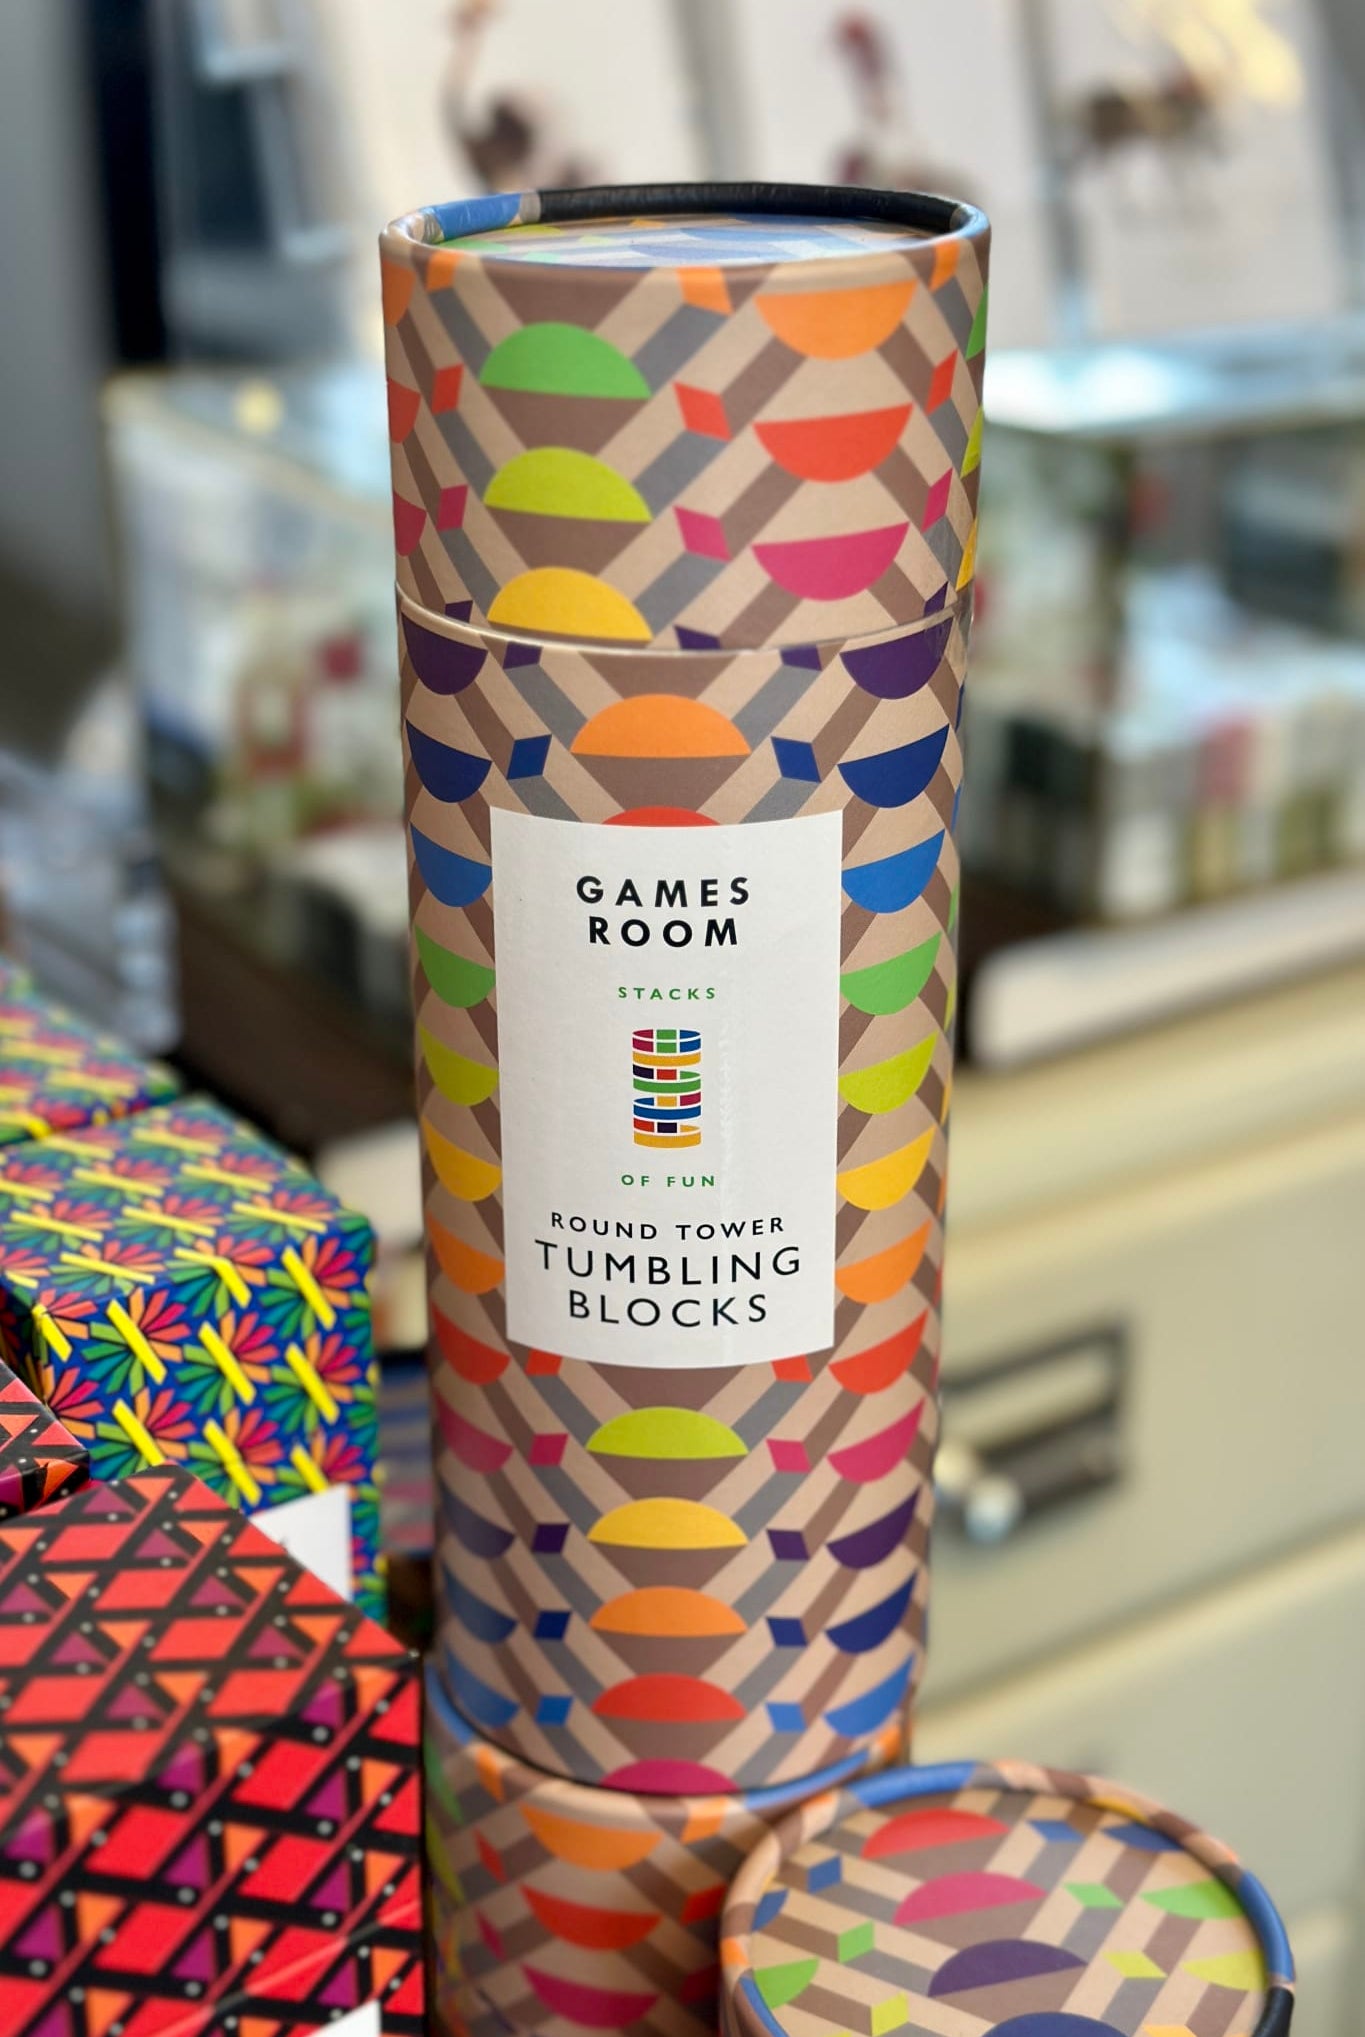 GAMES
ROOM
STACKS
OF FUN
ROUND TOWER
TUMBLING
BLOCKS